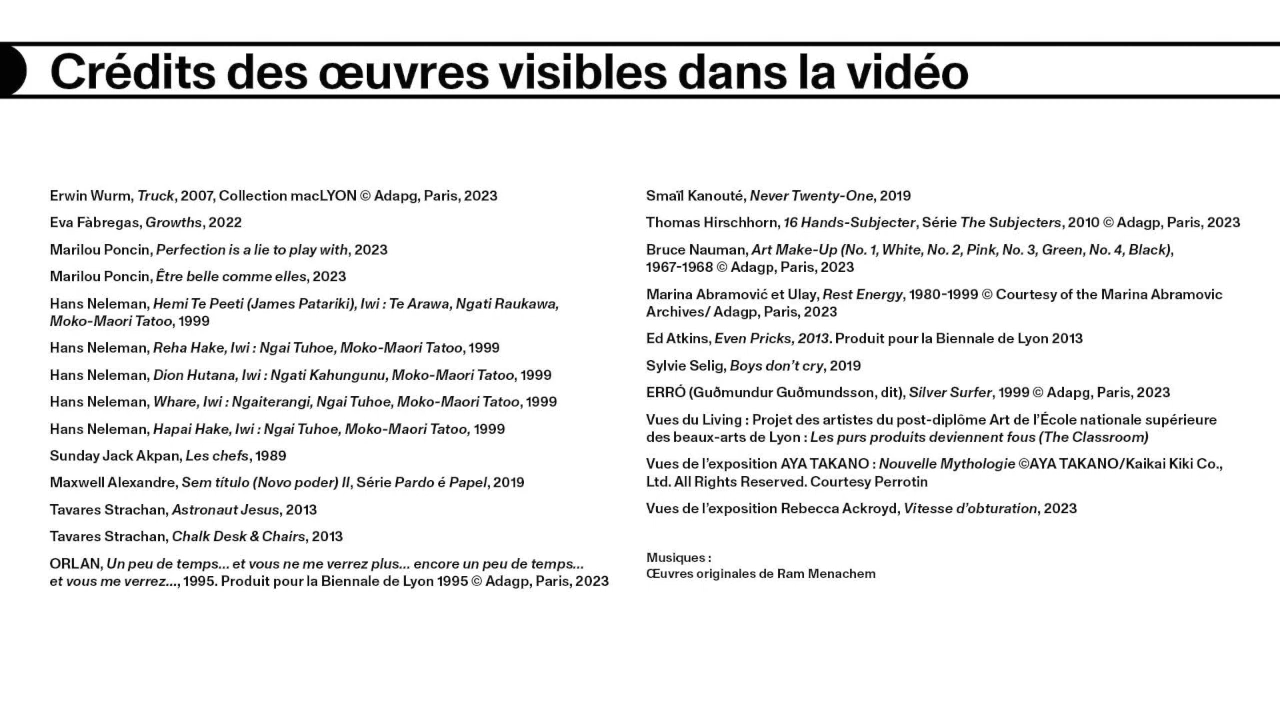 Crédits des œuvres visibles dans la vidéo
Erwin Wurm, Truck, 2007, Collection macLYON © Adapg, Paris, 2023
Eva Fàbregas, Growths, 2022
Marilou Poncin, Perfection is a lie to play with, 2023
Marilou Poncin, Être belle comme elles, 2023
Hans Neleman, Hemi Te Peeti (James Patariki), Iwi : Te Arawa, Ngati Raukawa,
Moko-Maori Tatoo, 1999
Hans Neleman, Reha Hake, Iwi : Ngai Tuhoe, Moko-Maori Tatoo, 1999
Hans Neleman, Dion Hutana, Iwi : Ngati Kahungunu, Moko-Maori Tatoo, 1999
Hans Neleman, Whare, Iwi : Ngaiterangi, Ngai Tuhoe, Moko-Maori Tatoo, 1999
Hans Neleman, Hapai Hake, Iwi : Ngai Tuhoe, Moko-Maori Tatoo, 1999
Sunday Jack Akpan, Les chefs, 1989
Maxwell Alexandre, Sem título (Novo poder) II, Série Pardo é Papel, 2019
Tavares Strachan, Astronaut Jesus, 2013
Tavares Strachan, Chalk Desk & Chairs, 2013
ORLAN, Un peu de temps... et vous ne me verrez plus... encore un peu de temps...
et vous me verrez..., 1995. Produit pour la Biennale de Lyon 1995 © Adagp, Paris, 2023
Smaïl Kanouté, Never Twenty-One, 2019
Thomas Hirschhorn, 16 Hands-Subjecter, Série The Subjecters, 2010 © Adagp, Paris, 2023
Bruce Nauman, Art Make-Up (No. 1, White, No. 2, Pink, No. 3, Green, No. 4, Black),
1967-1968 © Adagp, Paris, 2023
Marina Abramović et Ulay, Rest Energy, 1980-1999 © Courtesy of the Marina Abramovic
Archives/ Adagp, Paris, 2023
Ed Atkins, Even Pricks, 2013. Produit pour la Biennale de Lyon 2013
Sylvie Selig, Boys don't cry, 2019
ERRÓ (Guðmundur Guðmundsson, dit), Silver Surfer, 1999 © Adapg, Paris, 2023
Vues du Living : Projet des artistes du post-diplôme Art de l'École nationale supérieure
des beaux-arts de Lyon : Les purs produits deviennent fous (The Classroom)
Vues de l'exposition AYA TAKANO : Nouvelle Mythologie ©AYA TAKANO/Kaikai Kiki Co.,
Ltd. All Rights Reserved. Courtesy Perrotin
Vues de l'exposition Rebecca Ackroyd, Vitesse d'obturation, 2023
Musiques :
Œuvres originales de Ram Menachem